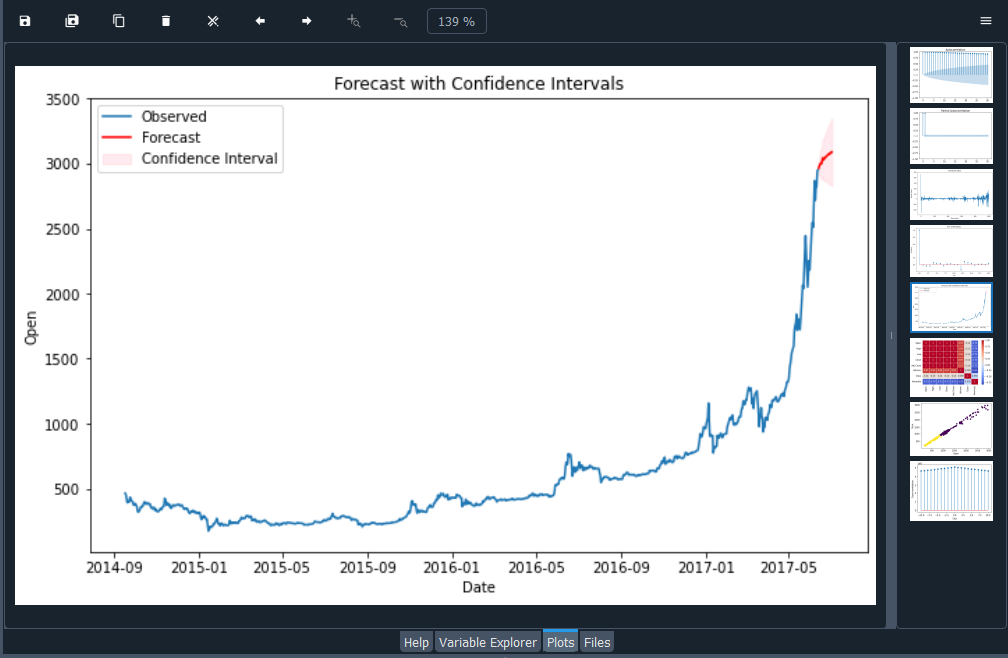 139 %
Forecast with Confidence Intervals
Observed
Forecast
Confidence Interval
3500
3000
2500
2000
1500
1000
500
Open
2014-09 2015-01 2015-05 2015-09 2016-01 2016-05 2016-09 2017-01 2017-05
Date
Help Variable Explorer Plots Files